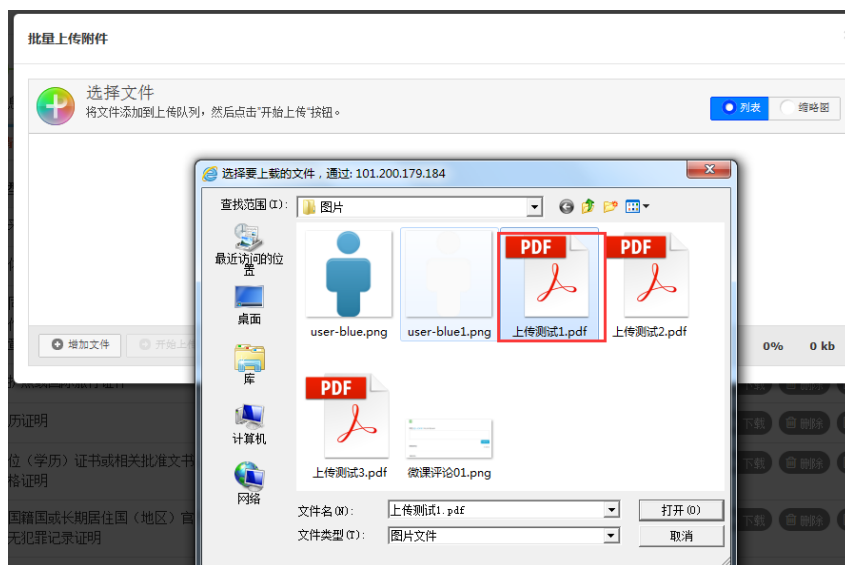 批量上传附件
选择文件
将文件添加到上传队列，然后点击"开始上传"按钮。
列表
缩略图
选择要上载的文件，通过: 101.200.179.184
查找范围(I):
图片
最近访问的位置
桌面
库
计算机
网络
PDF
PDF
user-blue.png
user-blue1.png
上传测试1.pdf
上传测试2.pdf
PDF
上传测试3.pdf
微课评论01.png
文件名(N):
上传测试1.pdf
打开(O)
文件类型(T):
图片文件
取消
增加文件
开始上
0%
0 kb
历证明
下载
删除
位（学历）证书或相关批准文书
格证明
下载
删除
国籍国或长期居住国（地区）官
无犯罪记录证明
下载
删除